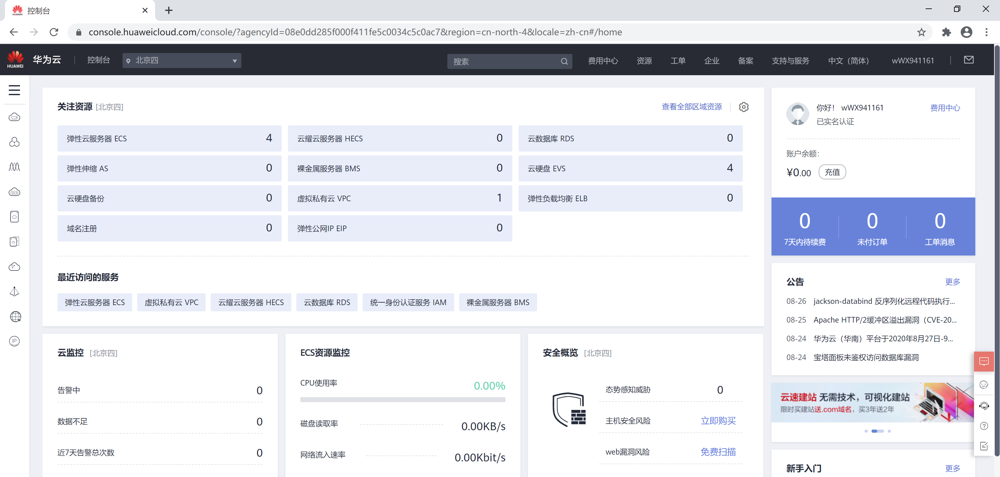 控制台
console.huaweicloud.com/console/?agencyId=08e0dd285f000f411fe5c0034c5c0ac7&region=cn-north-4&locale=zh-cn#/home
HUAWEI
华为云
控制台
北京四
搜索
费用中心
资源
工单
企业
备案
支持与服务
中文（简体）
wWX941161
关注资源 [北京四]
查看全部区域资源
弹性云服务器 ECS 4
云耀云服务器 HECS 0
云数据库 RDS 0
弹性伸缩 AS 0
裸金属服务器 BMS 0
云硬盘 EVS 4
云硬盘备份 0
虚拟私有云 VPC 1
弹性负载均衡 ELB 0
域名注册 0
弹性公网IP EIP 0
最近访问的服务
弹性云服务器 ECS
虚拟私有云 VPC
云耀云服务器 HECS
云数据库 RDS
统一身份认证服务 IAM
裸金属服务器 BMS
云监控 [北京四]
告警中 0
数据不足 0
近7天告警总次数 0
ECS资源监控
CPU使用率 0.00%
磁盘读取率 0.00KB/s
网络流入速率 0.00Kbit/s
安全概览 [北京四]
态势感知威胁 0
主机安全风险 立即购买
web漏洞风险 免费扫描
你好！ wWX941161
费用中心
已实名认证
账户余额：
¥0.00 充值
0 0 0
7天内待续费 未付订单 工单消息
公告 更多
08-26 jackson-databind 反序列化远程代码执行...
08-25 Apache HTTP/2缓冲区溢出漏洞（CVE-20...
08-24 华为云（华南）平台于2020年8月27日-9...
08-24 宝塔面板未鉴权访问数据库漏洞
云速建站 无需技术，可视化建站
限时买建站送.com域名，买3年送2年
新手入门 更多
W
IP